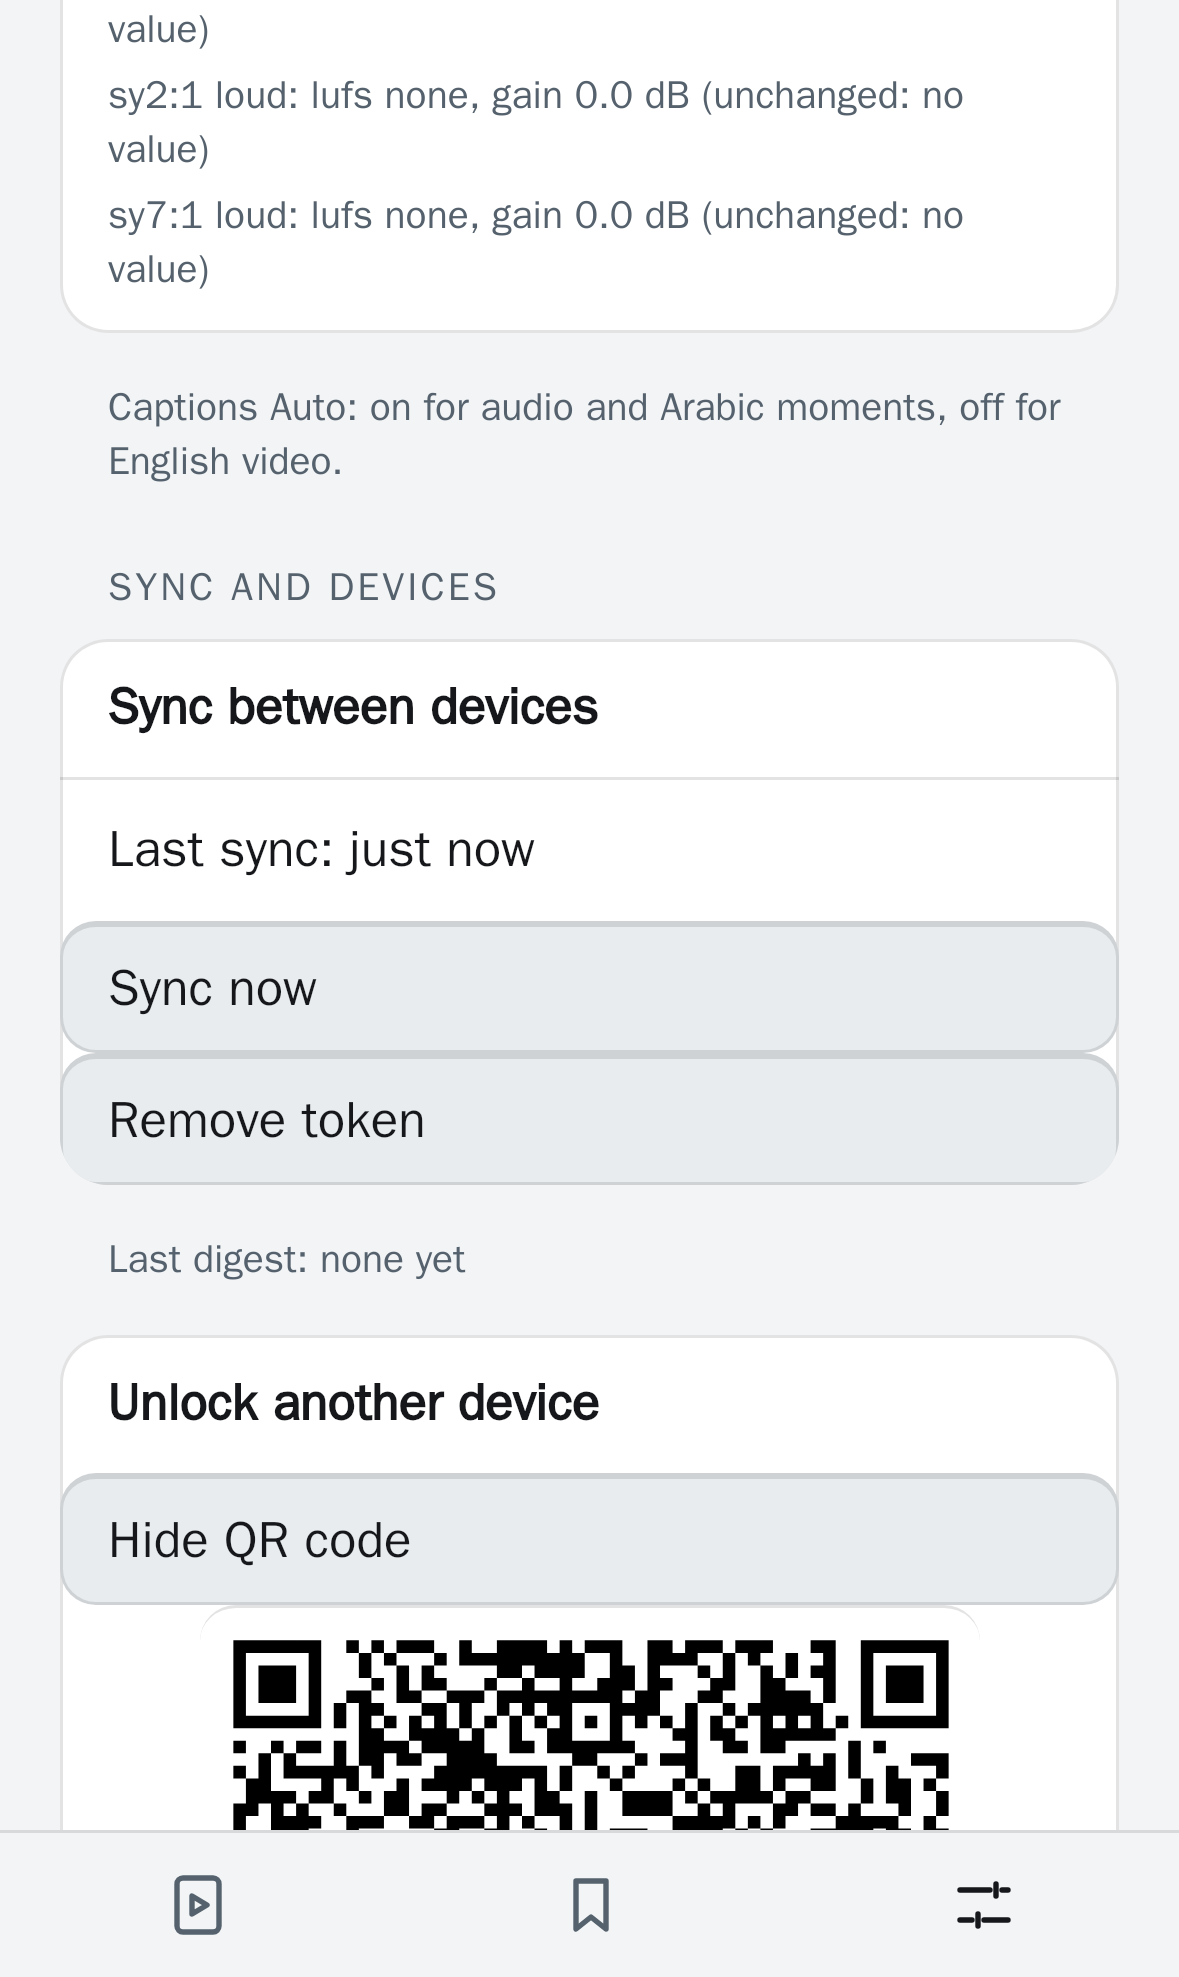 value)
sy2:1 loud: lufs none, gain 0.0 dB (unchanged: no
value)
sy7:1 loud: lufs none, gain 0.0 dB (unchanged: no
value)
Captions Auto: on for audio and Arabic moments, off for
English video.
SYNC AND DEVICES
Sync between devices
Last sync: just now
Sync now
Remove token
Last digest: none yet
Unlock another device
Hide QR code